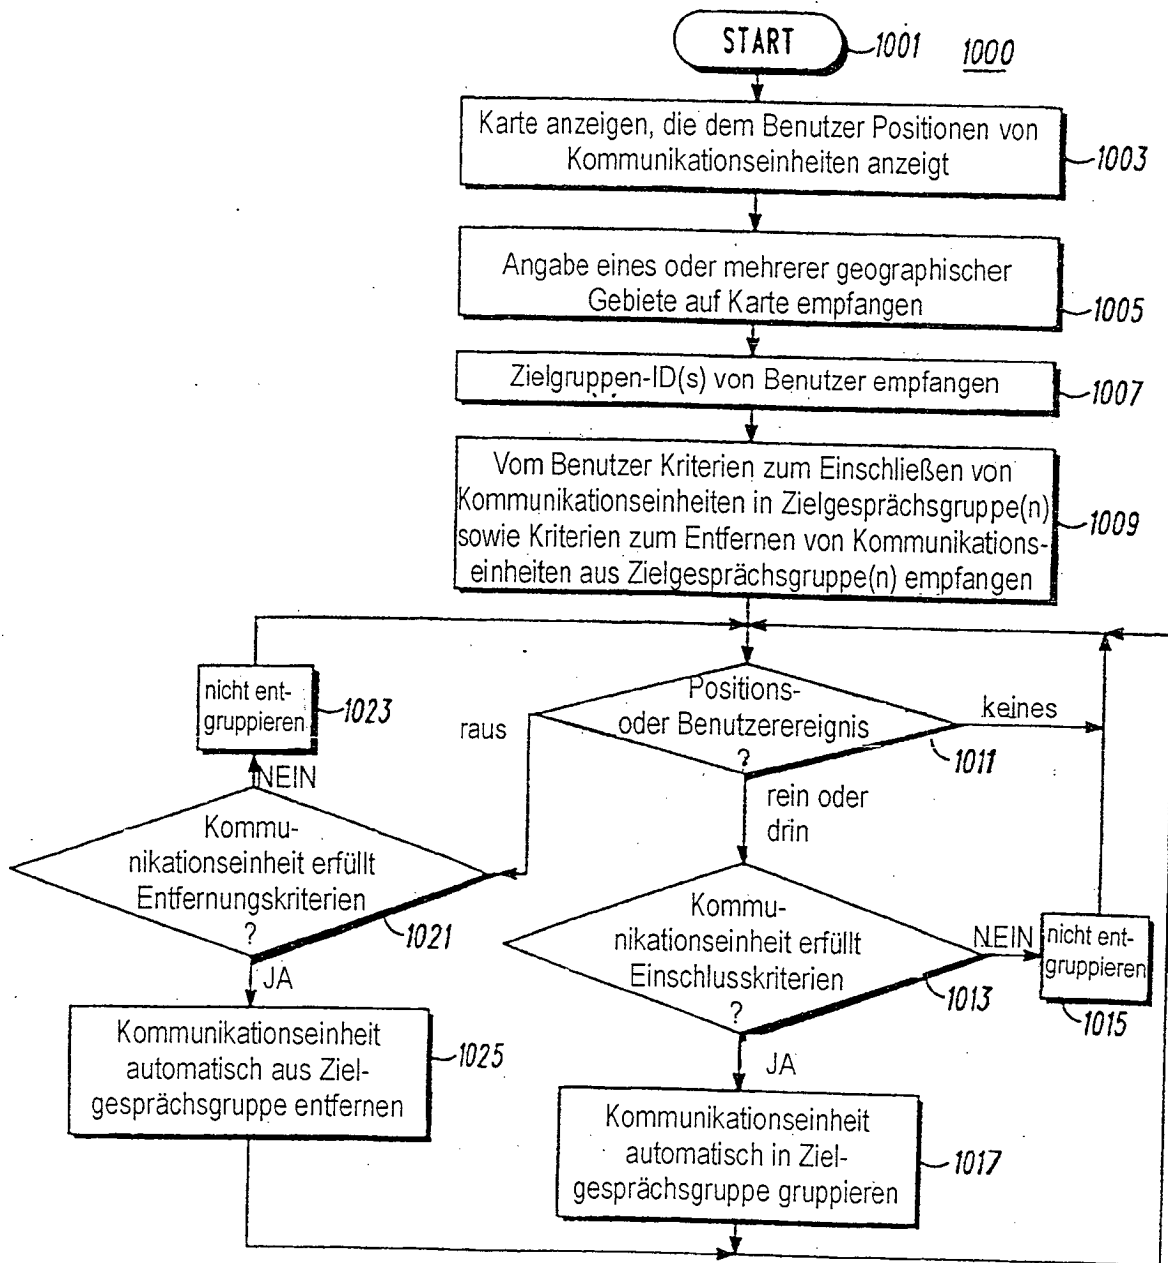 START
1001
1000
Karte anzeigen, die dem Benutzer Positionen von
Kommunikationseinheiten anzeigt
1003
Angabe eines oder mehrerer geographischer
Gebiete auf Karte empfangen
1005
Zielgruppen-ID(s) von Benutzer empfangen
1007
Vom Benutzer Kriterien zum Einschließen von
Kommunikationseinheiten in Zielgesprächsgruppe(n)
sowie Kriterien zum Entfernen von Kommunikations-
einheiten aus Zielgesprächsgruppe(n) empfangen
1009
Positions-
oder Benutzerereignis
?
1011
keines
raus
rein oder
drin
nicht ent-
gruppieren
1023
NEIN
Kommu-
nikationseinheit erfüllt
Entfernungskriterien
?
1021
JA
Kommunikationseinheit
automatisch aus Ziel-
gesprächsgruppe entfernen
1025
Kommu-
nikationseinheit erfüllt
Einschlusskriterien
?
1013
NEIN
nicht ent-
gruppieren
1015
JA
Kommunikationseinheit
automatisch in Ziel-
gesprächsgruppe gruppieren
1017